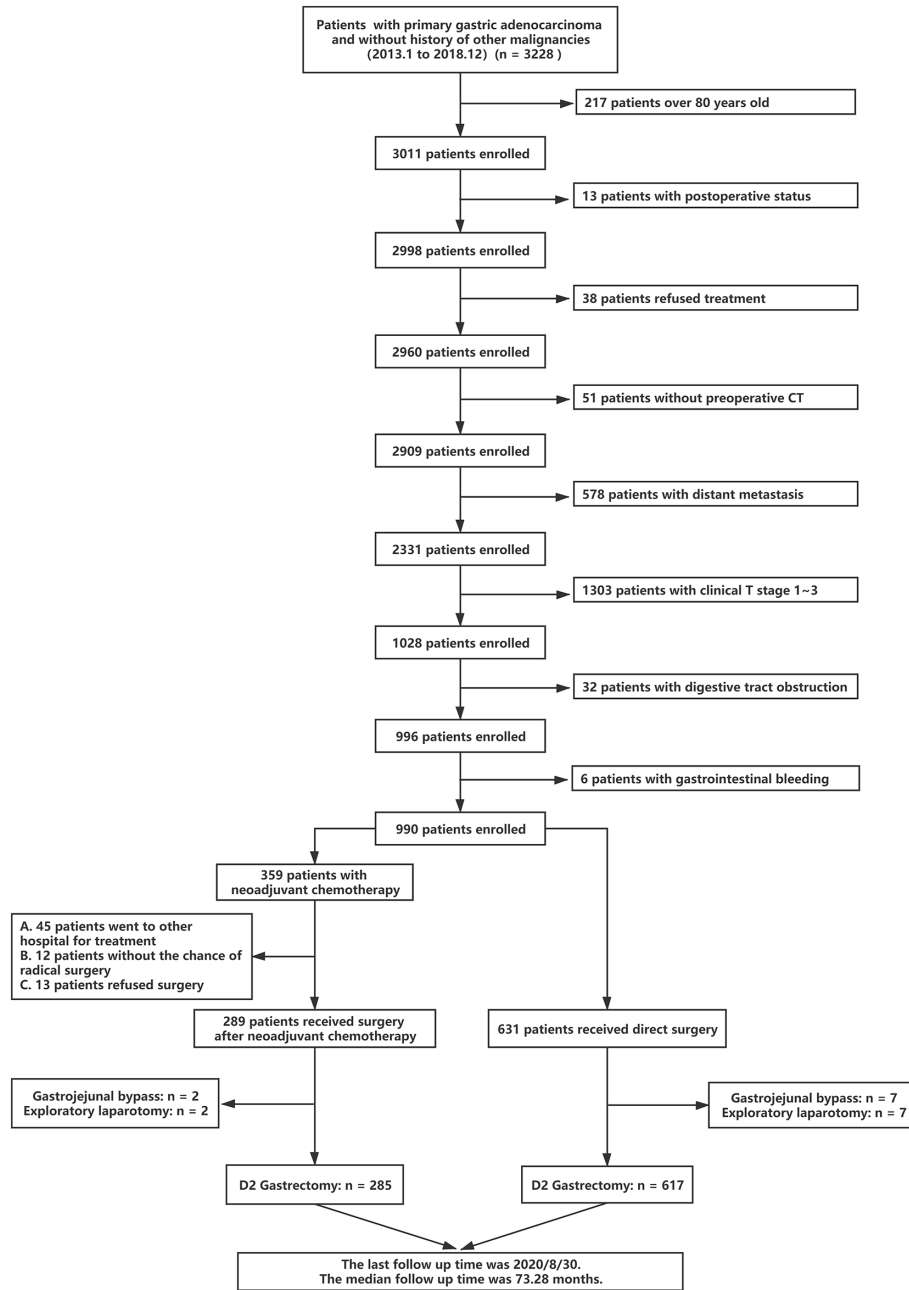 Patients with primary gastric adenocarcinoma
and without history of other malignancies
(2013.1 to 2018.12) (n = 3228 )
217 patients over 80 years old
3011 patients enrolled
13 patients with postoperative status
2998 patients enrolled
38 patients refused treatment
2960 patients enrolled
51 patients without preoperative CT
2909 patients enrolled
578 patients with distant metastasis
2331 patients enrolled
1303 patients with clinical T stage 1~3
1028 patients enrolled
32 patients with digestive tract obstruction
996 patients enrolled
6 patients with gastrointestinal bleeding
990 patients enrolled
359 patients with
neoadjuvant chemotherapy
A. 45 patients went to other
hospital for treatment
B. 12 patients without the chance of
radical surgery
C. 13 patients refused surgery
289 patients received surgery
after neoadjuvant chemotherapy
631 patients received direct surgery
Gastrojejunal bypass: n = 2
Exploratory laparotomy: n = 2
Gastrojejunal bypass: n = 7
Exploratory laparotomy: n = 7
D2 Gastrectomy: n = 285
D2 Gastrectomy: n = 617
The last follow up time was 2020/8/30.
The median follow up time was 73.28 months.